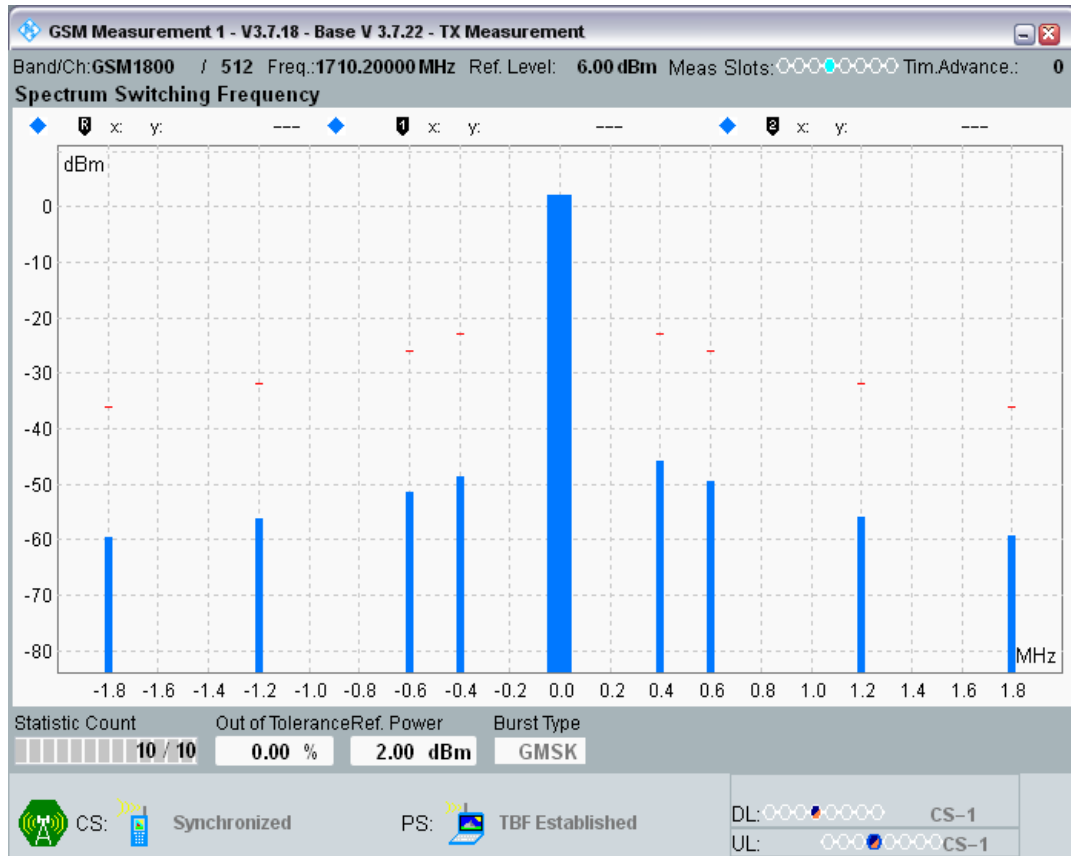 GSM Measurement 1 - V3.7.18 - Base V 3.7.22 - TX Measurement
Band/Ch:GSM1800 / 512 Freq.:1710.20000 MHz Ref. Level: 6.00 dBm Meas Slots: Tim.Advance.: 0
Spectrum Switching Frequency
R x: y: --- 1 x: y: --- 2 x: y: ---
dBm
0
-10
-20
-30
-40
-50
-60
-70
-80
MHz
-1.8 -1.6 -1.4 -1.2 -1.0 -0.8 -0.6 -0.4 -0.2 0.0 0.2 0.4 0.6 0.8 1.0 1.2 1.4 1.6 1.8
Statistic Count Out of Tolerance Ref. Power Burst Type
10 / 10 0.00 % 2.00 dBm GMSK
CS: Synchronized PS: TBF Established DL: CS-1
UL: CS-1